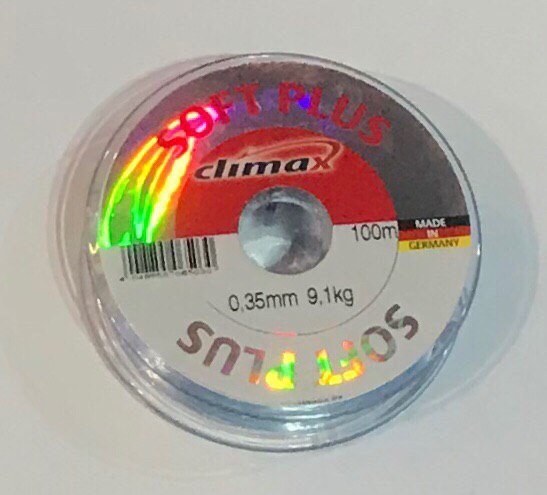 SOFT PLUS
climax
100m
MADE
IN
GERMANY
0,35mm 9,1kg
SOFT PLUS